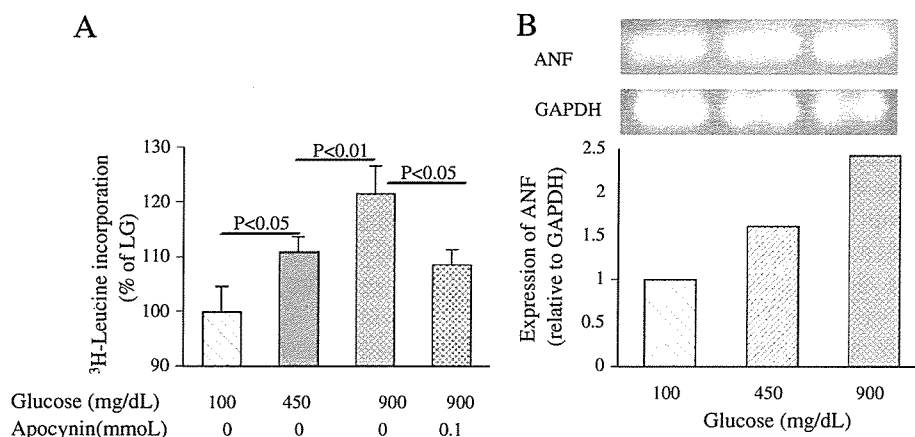 A
³H-Leucine incorporation
(% of LG)
130
120
110
100
90
P<0.05
P<0.01
P<0.05
Glucose (mg/dL) 100 450 900 900
Apocynin(mmoL) 0 0 0 0.1
B
ANF
GAPDH
Expression of ANF
(relative to GAPDH)
2.5
2
1.5
1
0.5
0
100 450 900
Glucose (mg/dL)